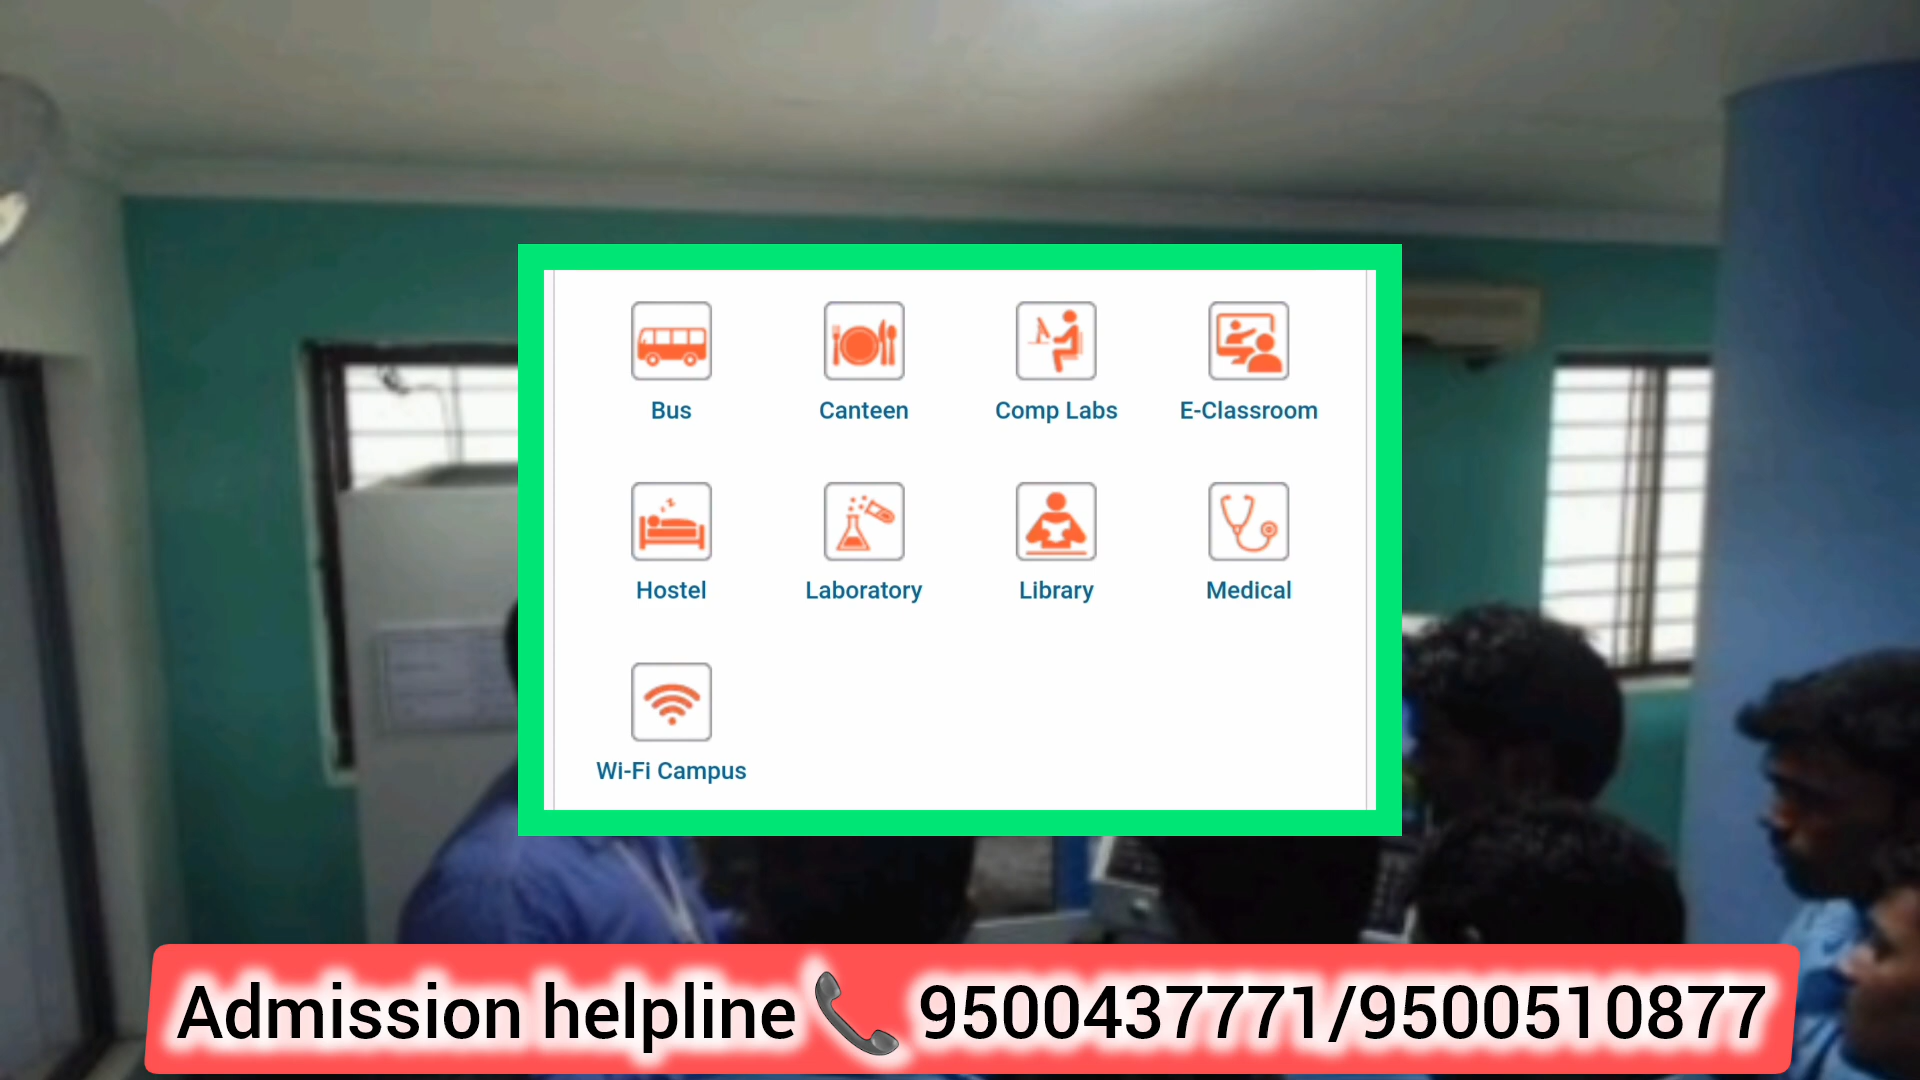 Bus Canteen Comp Labs E-Classroom
Hostel Laboratory Library Medical
Wi-Fi Campus
Admission helpline 9500437771/9500510877